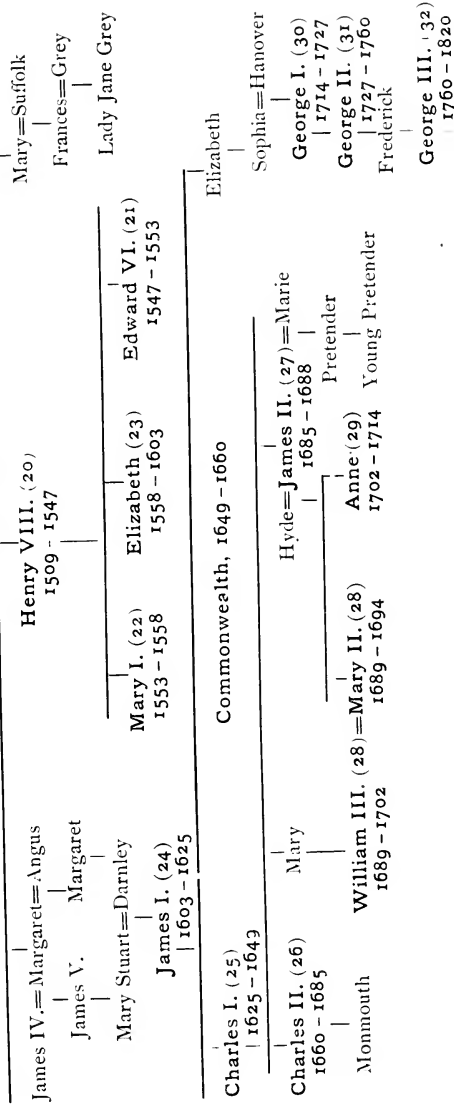 James IV.=Margaret=Angus
James V. Margaret
Mary Stuart=Darnley
James I. (24)
1603 – 1625
Henry VIII. (20)
1509 – 1547
Mary I. (22)
1553 – 1558
Elizabeth (23)
1558 – 1603
Edward VI. (21)
1547 – 1553
Mary=Suffolk
Frances=Grey
Lady Jane Grey
Charles I. (25)
1625 – 1649
Commonwealth, 1649 – 1660
Elizabeth
Sophia=Hanover
George I. (30)
1714 – 1727
George II. (31)
1727 – 1760
Frederick
George III. (32)
1760 – 1820
Charles II. (26)
1660 – 1685
Monmouth
Mary
William III. (28)=Mary II. (28)
1689 – 1702
1689 – 1694
Hyde=James II. (27)=Marie
1685 – 1688
Anne (29)
1702 – 1714
Pretender
Young Pretender